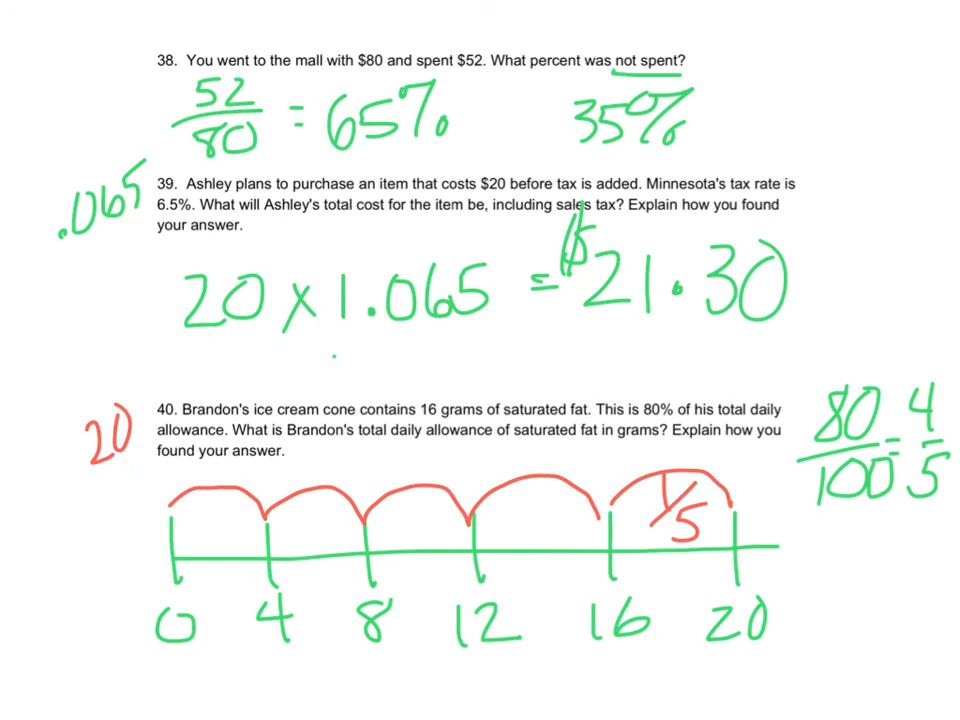 38. You went to the mall with $80 and spent $52. What percent was not spent?
52/80 = 65%
35%
.065
39. Ashley plans to purchase an item that costs $20 before tax is added. Minnesota's tax rate is
6.5%. What will Ashley's total cost for the item be, including sales tax? Explain how you found
your answer.
20 x 1.065 = $21.30
20
40. Brandon's ice cream cone contains 16 grams of saturated fat. This is 80% of his total daily
allowance. What is Brandon's total daily allowance of saturated fat in grams? Explain how you
found your answer.
80/100 = 4/5
1/5
0 4 8 12 16 20